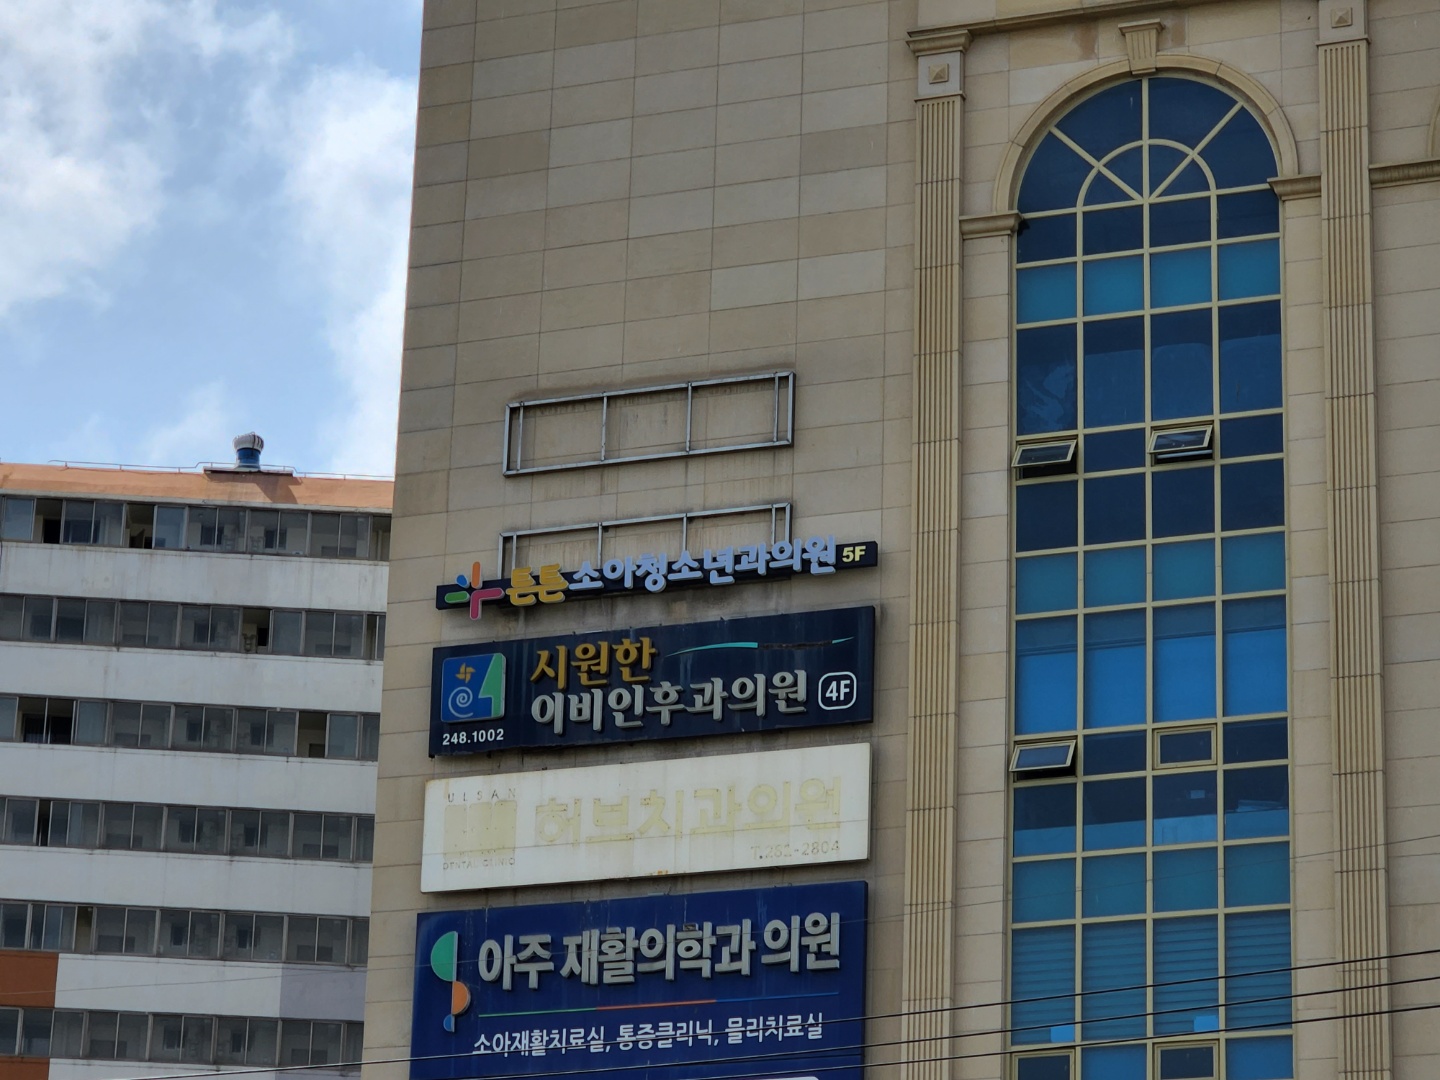 튼튼 소아청소년과의원 5F
시원한
이비인후과의원 4F
248.1002
ULSAN
허브치과의원
DENTAL CLINIC
T.282-2804
아주 재활의학과 의원
소아재활치료실, 통증클리닉, 물리치료실